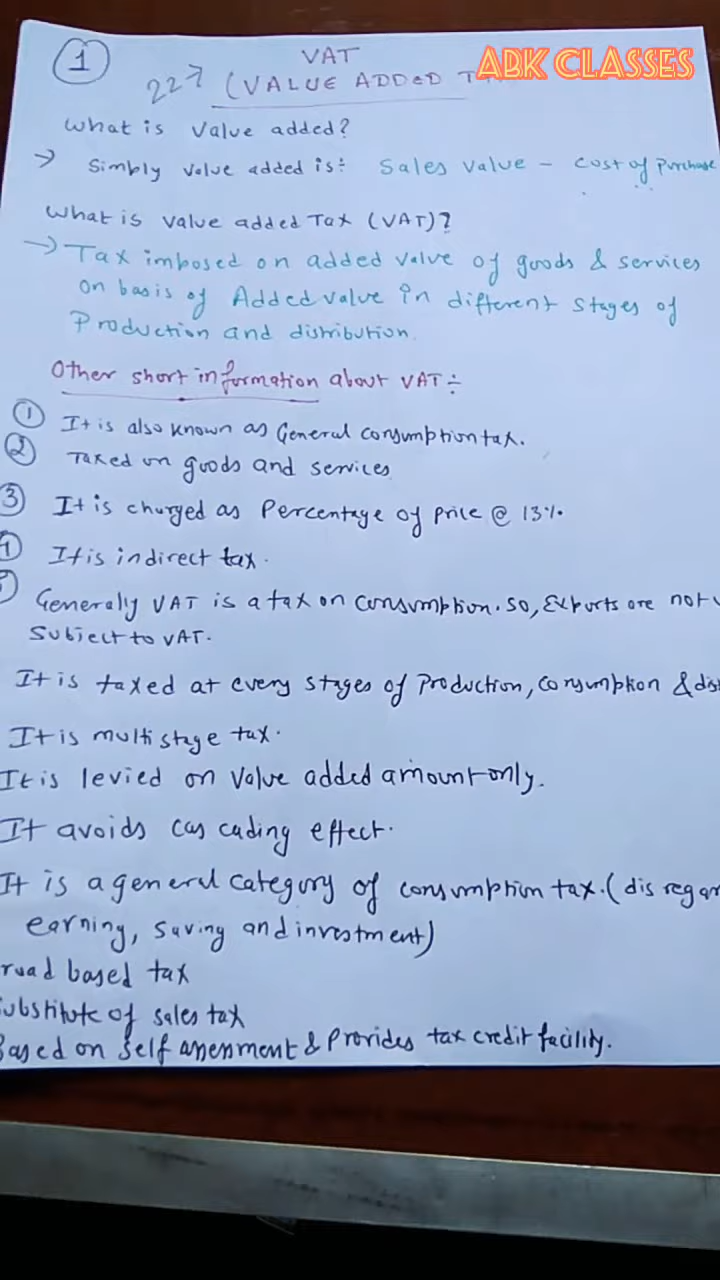 1
VAT
ABK CLASSES
227
(VALUE ADDED
What is Value added?
→ Simply value added is÷ Sales value - cost of purchase
What is value added Tax (VAT)?
→ Tax imposed on added value of goods & services
on basis of Added value in different stages of
Production and distribution.
Other short information about VAT÷
① It is also known as General consumption tax.
② Taxed on goods and services
③ It is charged as Percentage of price @ 13%.
It is indirect tax.
Generally VAT is a tax on consumption. So, Exports are not
subject to VAT.
It is taxed at every stages of Production, consumption &
It is multistage tax.
It is levied on value added amount only.
It avoids cascading effect.
It is a general category of consumption tax. (
earning, saving and investment)
road based tax
ubstitute of sales tax
Based on self assessment & provides tax credit facility.